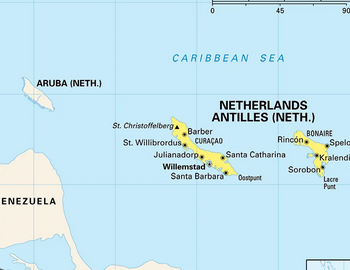 0 45 90
CARIBBEAN SEA
ARUBA (NETH.)
NETHERLANDS
ANTILLES (NETH.)
St. Christoffelberg
Barber
BONAIRE
St. Willibrordus
CURAÇAO
Rincón
Spelo
Julianadorp
Santa Catharina
Kralendi
Willemstad
Sorobon
Santa Barbara
Oostpunt
Lacre
Punt
ENEZUELA